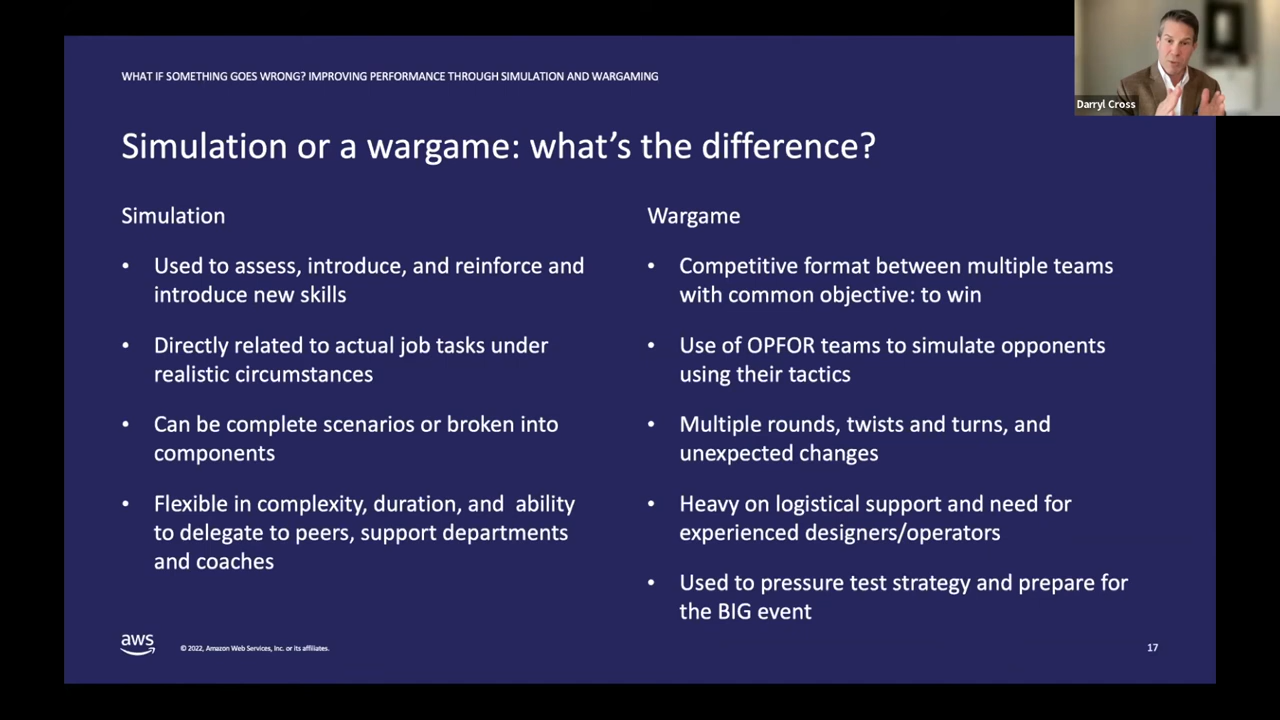 WHAT IF SOMETHING GOES WRONG? IMPROVING PERFORMANCE THROUGH SIMULATION AND WARGAMING
Darryl Cross
Simulation or a wargame: what's the difference?
Simulation
• Used to assess, introduce, and reinforce and
introduce new skills
• Directly related to actual job tasks under
realistic circumstances
• Can be complete scenarios or broken into
components
• Flexible in complexity, duration, and  ability
to delegate to peers, support departments
and coaches
Wargame
• Competitive format between multiple teams
with common objective: to win
• Use of OPFOR teams to simulate opponents
using their tactics
• Multiple rounds, twists and turns, and
unexpected changes
• Heavy on logistical support and need for
experienced designers/operators
• Used to pressure test strategy and prepare for
the BIG event
aws
© 2022, Amazon Web Services, Inc. or its affiliates.
17